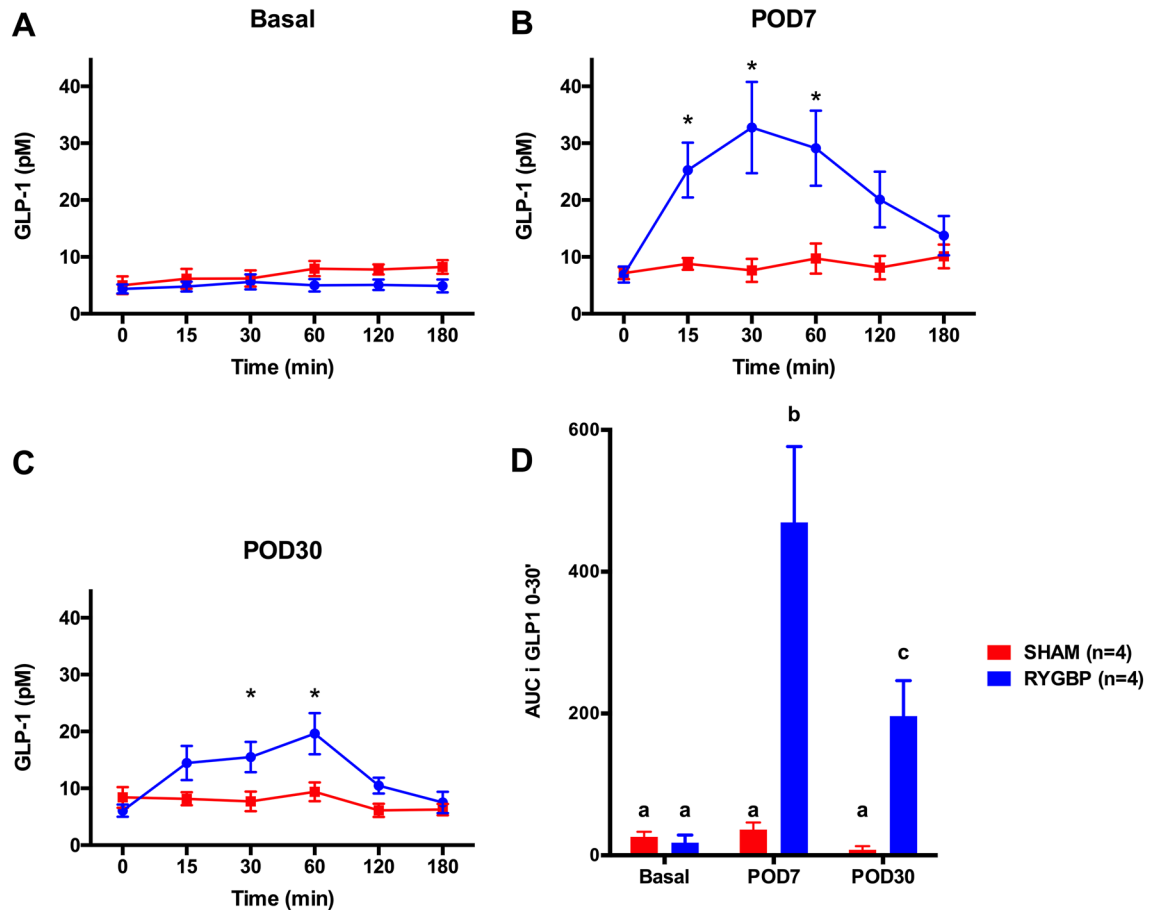 A
Basal
GLP-1 (pM)
40
30
20
10
0
0 15 30 60 120 180
Time (min)
B
POD7
GLP-1 (pM)
40
30
20
10
0
* * *
0 15 30 60 120 180
Time (min)
C
POD30
GLP-1 (pM)
40
30
20
10
0
* *
0 15 30 60 120 180
Time (min)
D
AUC i GLP1 0-30'
600
400
200
0
a a a b a c
Basal POD7 POD30
SHAM (n=4)
RYGBP (n=4)